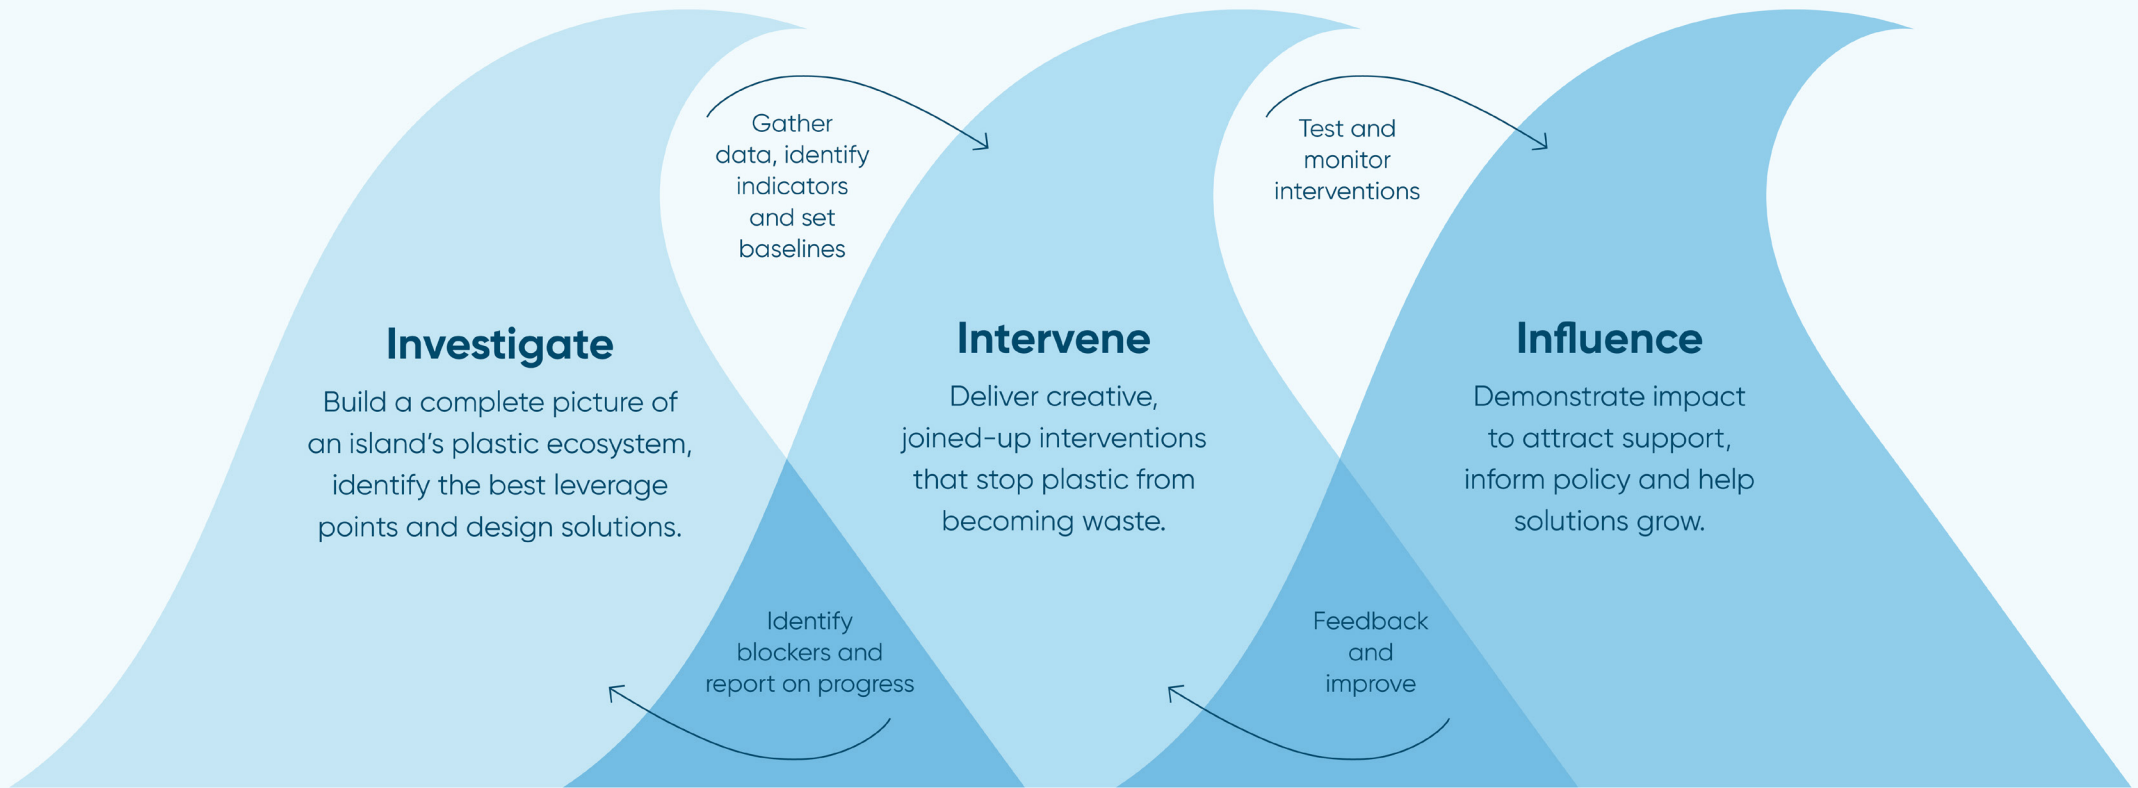 Gather
data, identify
indicators
and set
baselines
Test and
monitor
interventions
Investigate
Build a complete picture of
an island's plastic ecosystem,
identify the best leverage
points and design solutions.
Intervene
Deliver creative,
joined-up interventions
that stop plastic from
becoming waste.
Influence
Demonstrate impact
to attract support,
inform policy and help
solutions grow.
Identify
blockers and
report on progress
Feedback
and
improve